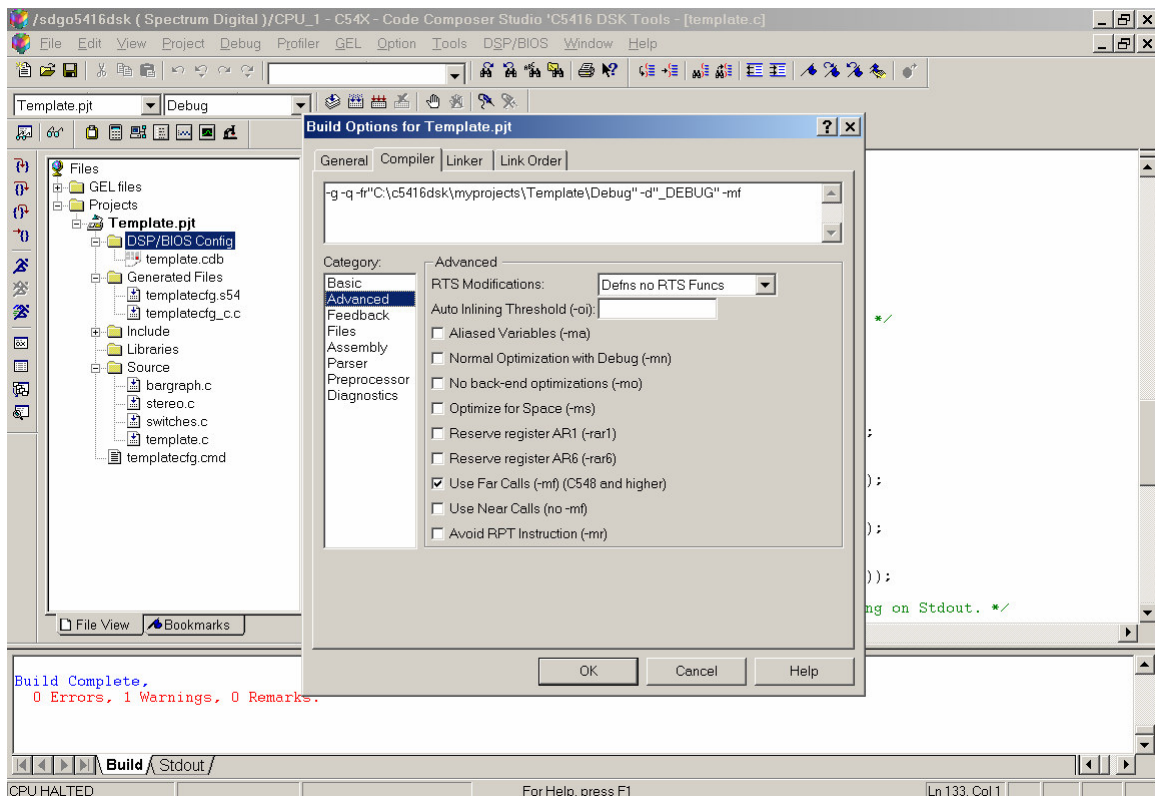 /sdgo5416dsk ( Spectrum Digital )/CPU_1 - C54X - Code Composer Studio 'C5416 DSK Tools - [template.c]
File Edit View Project Debug Profiler GEL Option Tools DSP/BIOS Window Help
Template.pjt Debug
Files
GEL files
Projects
Template.pjt
DSP/BIOS Config
template.cdb
Generated Files
templatecfg.s54
templatecfg_c.c
Include
Libraries
Source
bargraph.c
stereo.c
switches.c
template.c
templatecfg.cmd
File View Bookmarks
Build Options for Template.pjt
General Compiler Linker Link Order
-g -q -fr"C:\c5416dsk\myprojects\Template\Debug" -d"_DEBUG" -mf
Category:
Basic
Advanced
Feedback
Files
Assembly
Parser
Preprocessor
Diagnostics
Advanced
RTS Modifications: Defns no RTS Funcs
Auto Inlining Threshold (-oi):
Aliased Variables (-ma)
Normal Optimization with Debug (-mn)
No back-end optimizations (-mo)
Optimize for Space (-ms)
Reserve register AR1 (-rar1)
Reserve register AR6 (-rar6)
Use Far Calls (-mf) (C548 and higher)
Use Near Calls (no -mf)
Avoid RPT Instruction (-mr)
OK Cancel Help
*/
;
);
);
));
ng on Stdout. */
Build Complete,
0 Errors, 1 Warnings, 0 Remarks.
Build Stdout
CPU HALTED For Help, press F1 Ln 133, Col 1